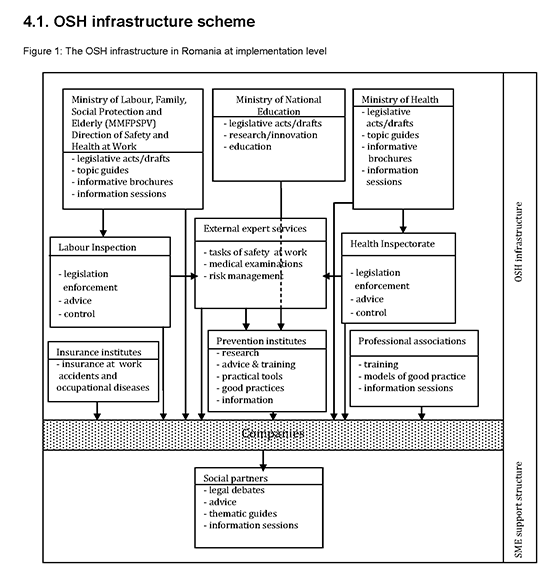 4.1. OSH infrastructure scheme
Figure 1: The OSH infrastructure in Romania at implementation level
Ministry of Labour, Family,
Social Protection and
Elderly (MMFPSPV)
Direction of Safety and
Health at Work
- legislative acts/drafts
- topic guides
- informative brochures
- information sessions
Ministry of National
Education
- legislative acts/drafts
- research/innovation
- education
Ministry of Health
- legislative
acts/drafts
- topic guides
- informative
brochures
- information
sessions
OSH infrastructure
Labour Inspection
- legislation
enforcement
- advice
- control
External expert services
- tasks of safety at work
- medical examinations
- risk management
Health Inspectorate
- legislation
enforcement
- advice
- control
Insurance institutes
- insurance at work
accidents and
occupational diseases
Prevention institutes
- research
- advice & training
- practical tools
- good practices
- information
Professional associations
- training
- models of good practice
- information sessions
Companies
Social partners
- legal debates
- advice
- thematic guides
- information sessions
SME support structure